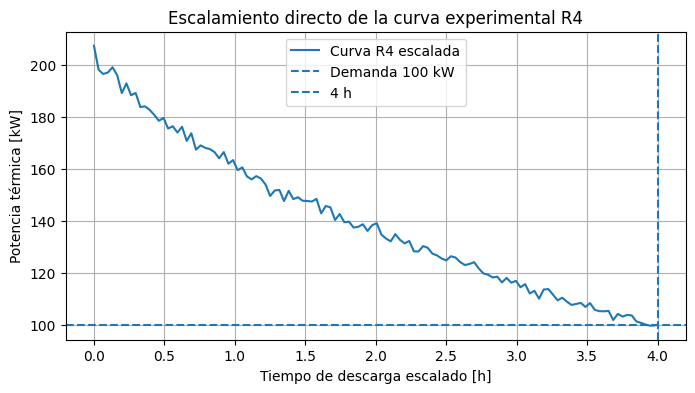 Escalamiento directo de la curva experimental R4
Curva R4 escalada
Demanda 100 kW
4 h
Potencia térmica [kW]
200
180
160
140
120
100
0.0 0.5 1.0 1.5 2.0 2.5 3.0 3.5 4.0
Tiempo de descarga escalado [h]